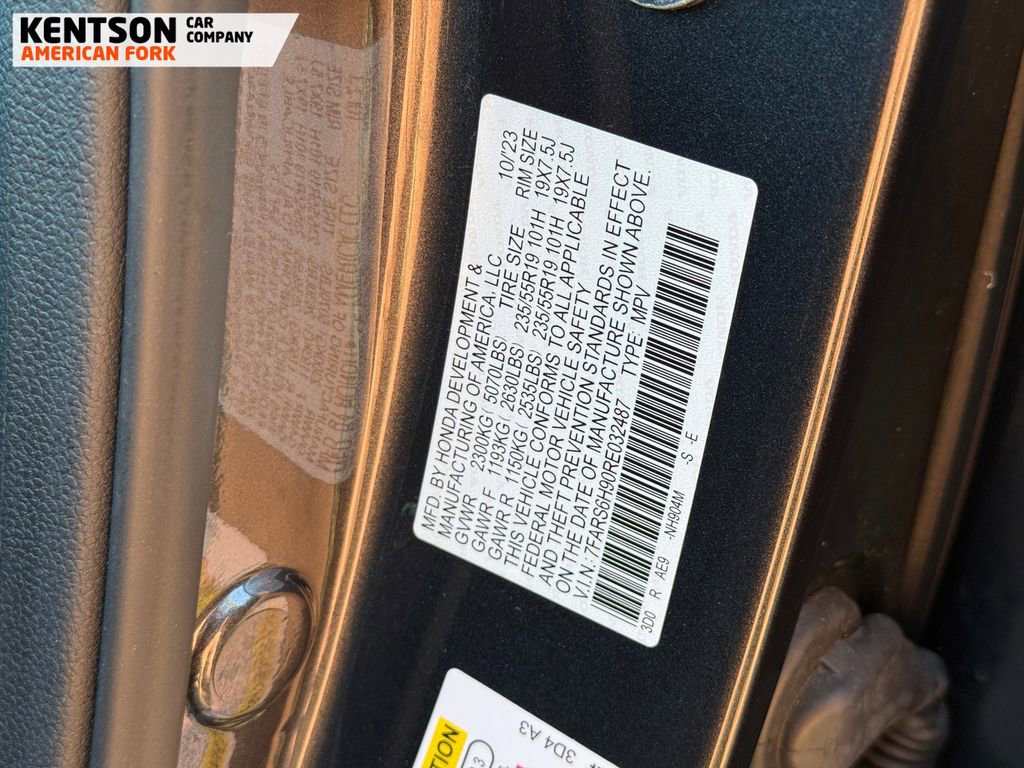 KENTSON CAR COMPANY
AMERICAN FORK
MFD. BY HONDA DEVELOPMENT &
MANUFACTURING OF AMERICA, LLC 10/23
GVWR 2300KG( 5070LBS) TIRE SIZE RIM SIZE
GAWR F 1193KG( 2630LBS) 235/55R19 101H 19X7.5J
GAWR R 1150KG( 2535LBS) 235/55R19 101H 19X7.5J
THIS VEHICLE CONFORMS TO ALL APPLICABLE
FEDERAL MOTOR VEHICLE SAFETY
AND THEFT PREVENTION STANDARDS IN EFFECT
ON THE DATE OF MANUFACTURE SHOWN ABOVE.
V.I.N.:7FARS6H90RE032487 TYPE: MPV
3D0 R AE9 -NH904M -S -E
3D4 A3